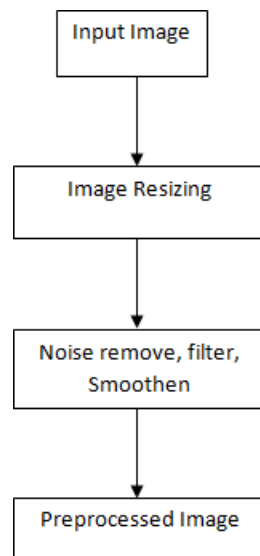 Input Image
Image Resizing
Noise remove, filter,
Smoothen
Preprocessed Image